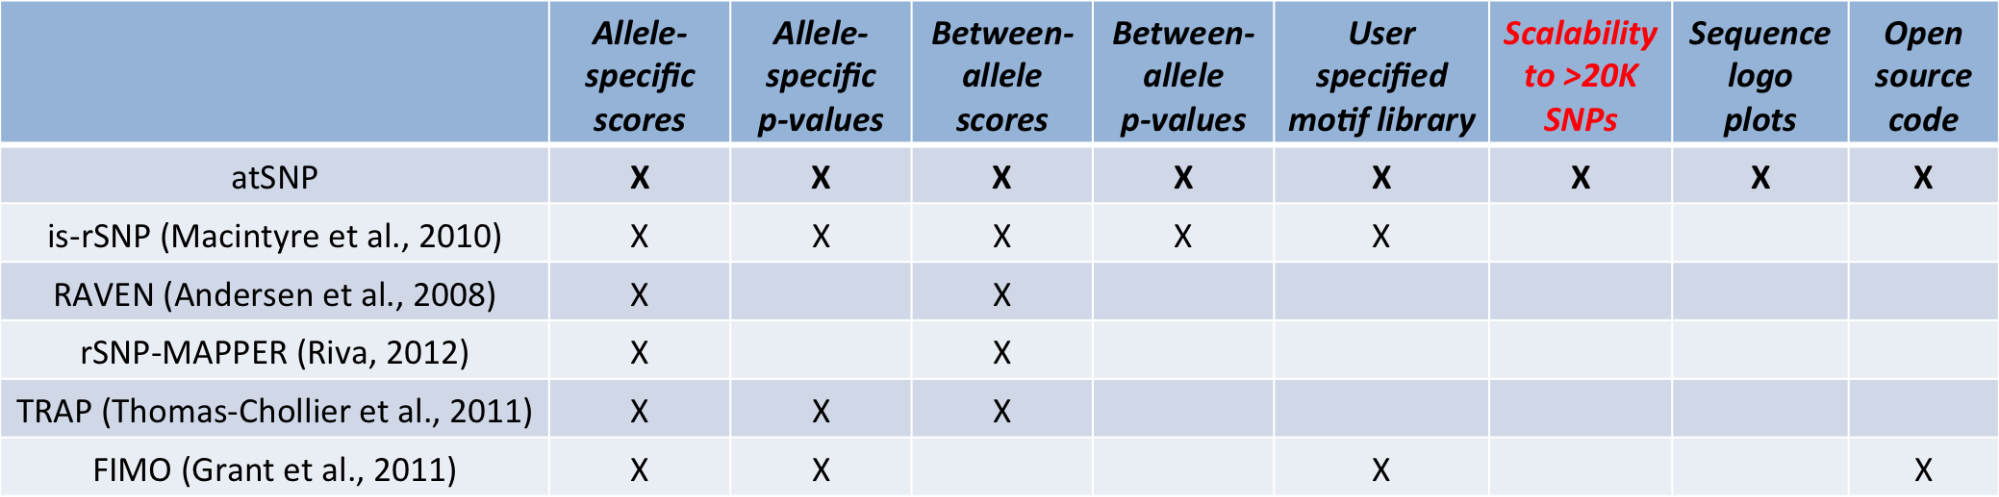 Allele-specific scores Allele-specific p-values Between-allele scores Between-allele p-values User specified motif library Scalability to >20K SNPs Sequence logo plots Open source code
atSNP X X X X X X X X
is-rSNP (Macintyre et al., 2010) X X X X X
RAVEN (Andersen et al., 2008) X X
rSNP-MAPPER (Riva, 2012) X X
TRAP (Thomas-Chollier et al., 2011) X X X
FIMO (Grant et al., 2011) X X X X